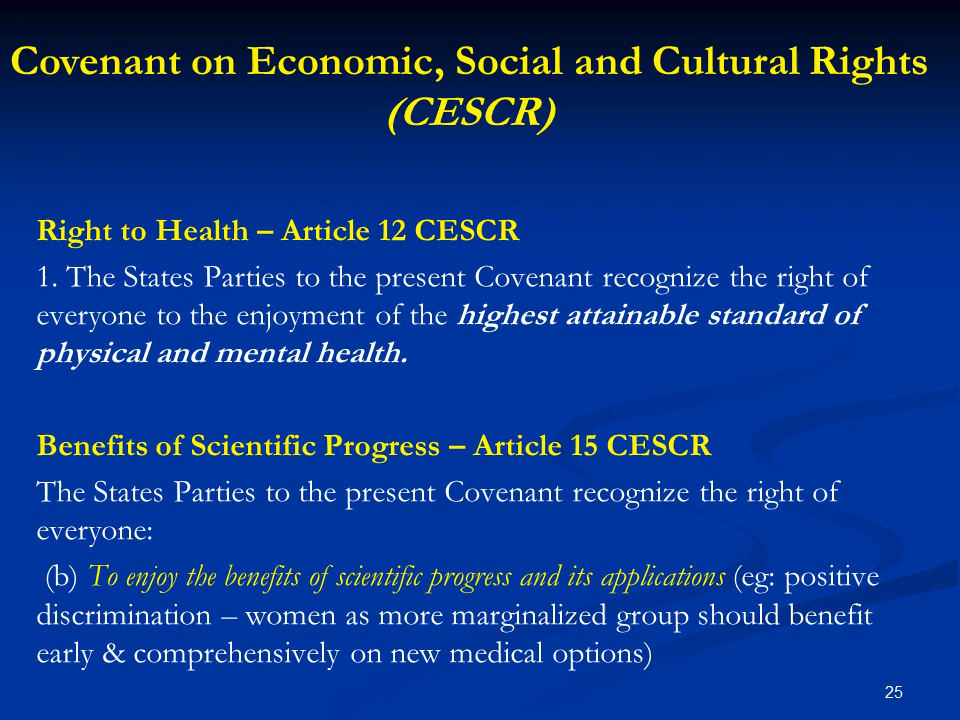 Covenant on Economic, Social and Cultural Rights
(CESCR)
Right to Health – Article 12 CESCR
1. The States Parties to the present Covenant recognize the right of
everyone to the enjoyment of the highest attainable standard of
physical and mental health.
Benefits of Scientific Progress – Article 15 CESCR
The States Parties to the present Covenant recognize the right of
everyone:
(b) To enjoy the benefits of scientific progress and its applications (eg: positive
discrimination – women as more marginalized group should benefit
early & comprehensively on new medical options)
25